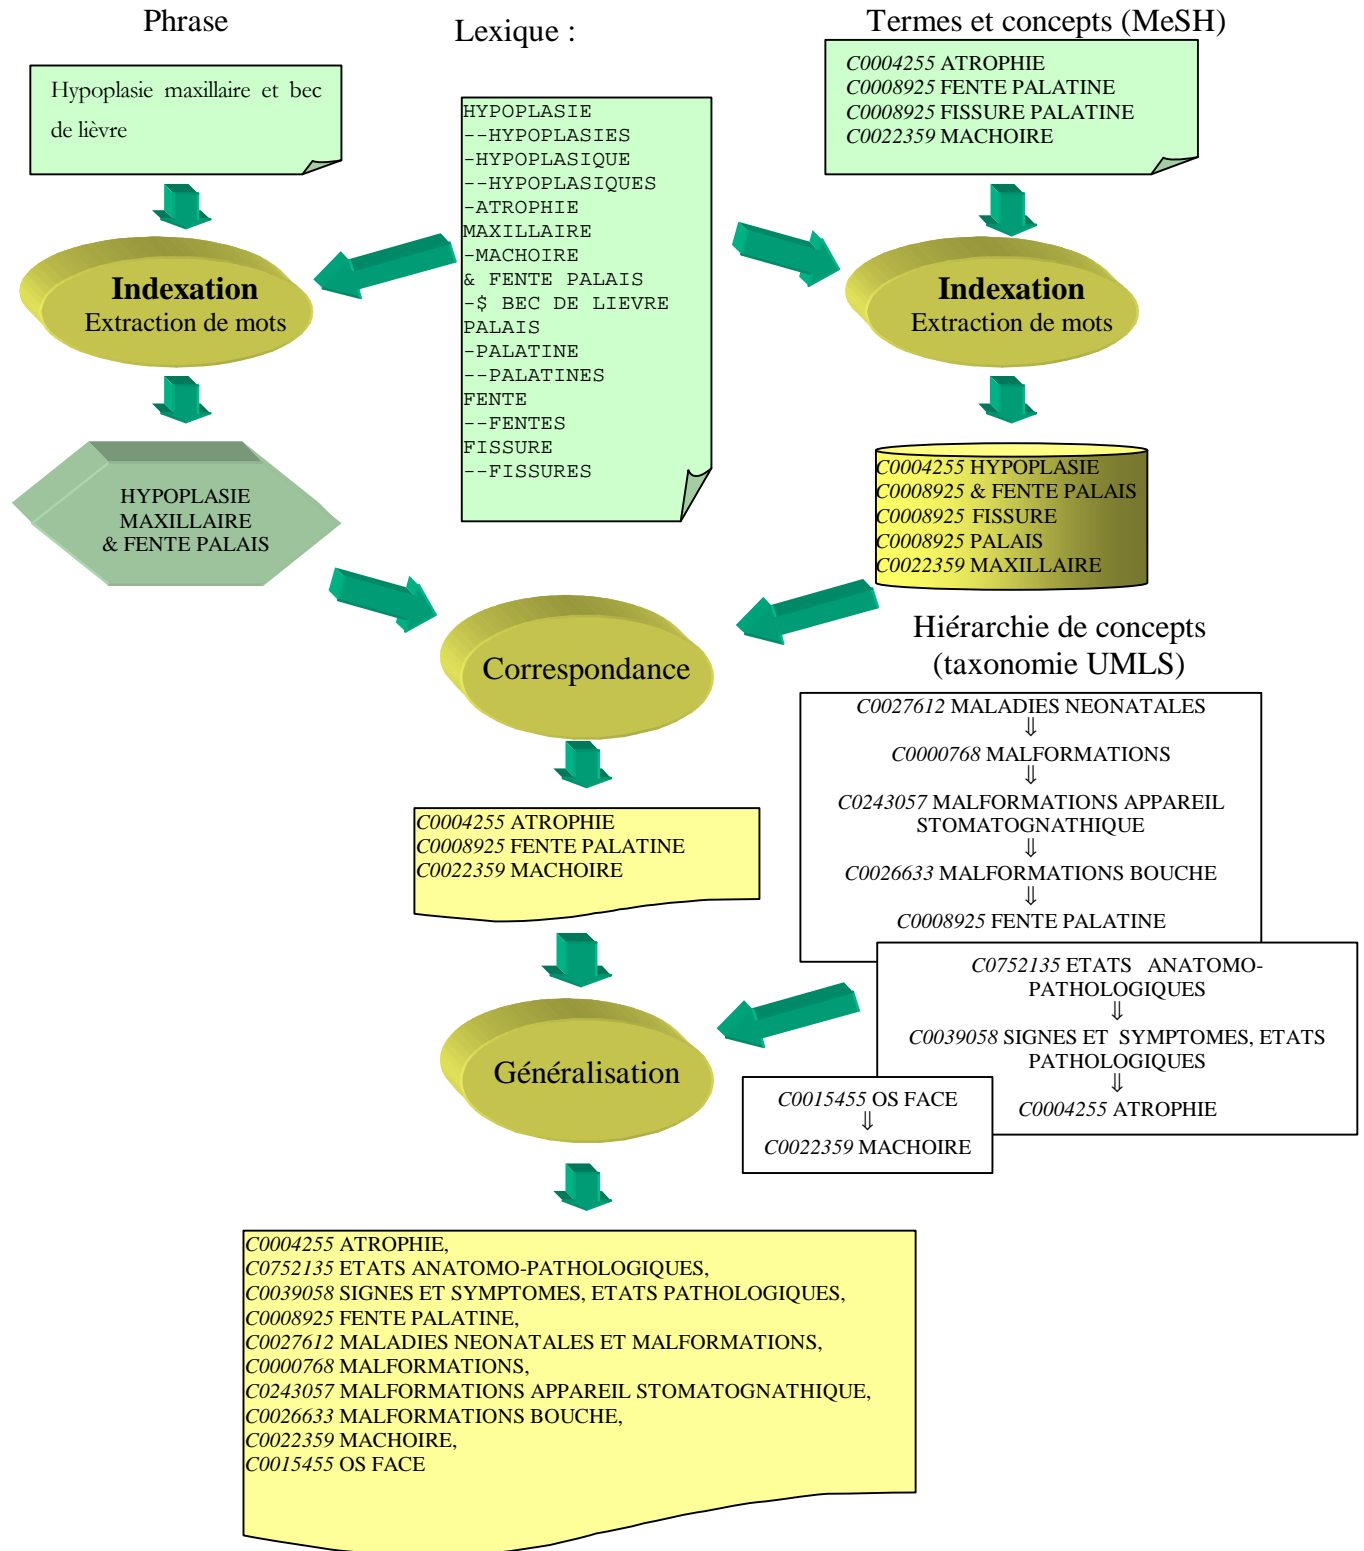 Phrase
Lexique :
Termes et concepts (MeSH)
Hypoplasie maxillaire et bec
de lièvre
HYPOPLASIE
--HYPOPLASIES
-HYPOPLASIQUE
--HYPOPLASIQUES
-ATROPHIE
MAXILLAIRE
-MACHOIRE
& FENTE PALAIS
-$ BEC DE LIEVRE
PALAIS
-PALATINE
--PALATINES
FENTE
--FENTES
FISSURE
--FISSURES
C0004255 ATROPHIE
C0008925 FENTE PALATINE
C0008925 FISSURE PALATINE
C0022359 MACHOIRE
Indexation
Extraction de mots
Indexation
Extraction de mots
HYPOPLASIE
MAXILLAIRE
& FENTE PALAIS
C0004255 HYPOPLASIE
C0008925 & FENTE PALAIS
C0008925 FISSURE
C0008925 PALAIS
C0022359 MAXILLAIRE
Correspondance
Hiérarchie de concepts
(taxonomie UMLS)
C0027612 MALADIES NEONATALES
⇓
C0000768 MALFORMATIONS
⇓
C0243057 MALFORMATIONS APPAREIL
STOMATOGNATHIQUE
⇓
C0026633 MALFORMATIONS BOUCHE
⇓
C0008925 FENTE PALATINE
C0004255 ATROPHIE
C0008925 FENTE PALATINE
C0022359 MACHOIRE
C0752135 ETATS ANATOMO-
PATHOLOGIQUES
⇓
C0039058 SIGNES ET SYMPTOMES, ETATS
PATHOLOGIQUES
⇓
C0004255 ATROPHIE
Généralisation
C0015455 OS FACE
⇓
C0022359 MACHOIRE
C0004255 ATROPHIE,
C0752135 ETATS ANATOMO-PATHOLOGIQUES,
C0039058 SIGNES ET SYMPTOMES, ETATS PATHOLOGIQUES,
C0008925 FENTE PALATINE,
C0027612 MALADIES NEONATALES ET MALFORMATIONS,
C0000768 MALFORMATIONS,
C0243057 MALFORMATIONS APPAREIL STOMATOGNATHIQUE,
C0026633 MALFORMATIONS BOUCHE,
C0022359 MACHOIRE,
C0015455 OS FACE